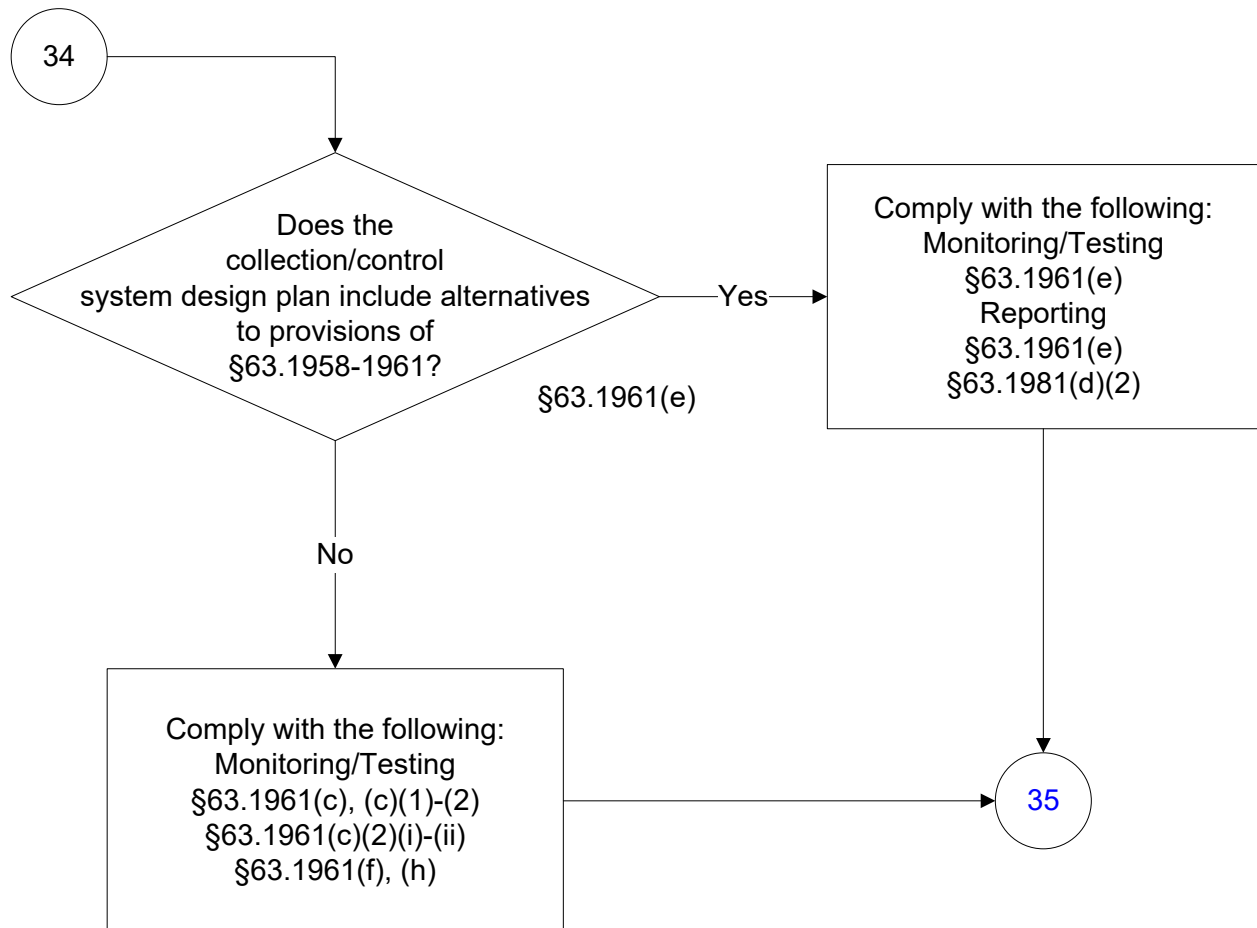 34
Does the
collection/control
system design plan include alternatives
to provisions of
§63.1958-1961?
Yes
§63.1961(e)
Comply with the following:
Monitoring/Testing
§63.1961(e)
Reporting
§63.1961(e)
§63.1981(d)(2)
No
Comply with the following:
Monitoring/Testing
§63.1961(c), (c)(1)-(2)
§63.1961(c)(2)(i)-(ii)
§63.1961(f), (h)
35